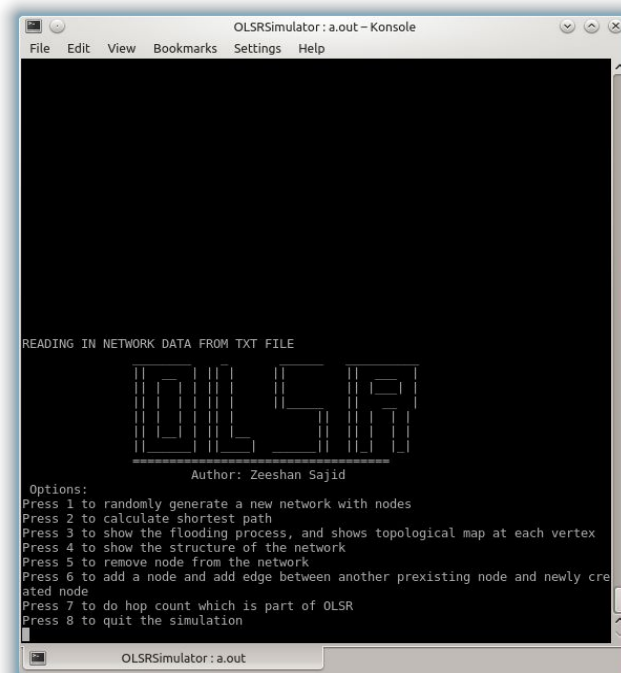 OLSRSimulator : a.out – Konsole
File Edit View Bookmarks Settings Help
READING IN NETWORK DATA FROM TXT FILE
OLSR
Author: Zeeshan Sajid
Options:
Press 1 to randomly generate a new network with nodes
Press 2 to calculate shortest path
Press 3 to show the flooding process, and shows topological map at each vertex
Press 4 to show the structure of the network
Press 5 to remove node from the network
Press 6 to add a node and add edge between another prexisting node and newly cre
ated node
Press 7 to do hop count which is part of OLSR
Press 8 to quit the simulation
OLSRSimulator : a.out